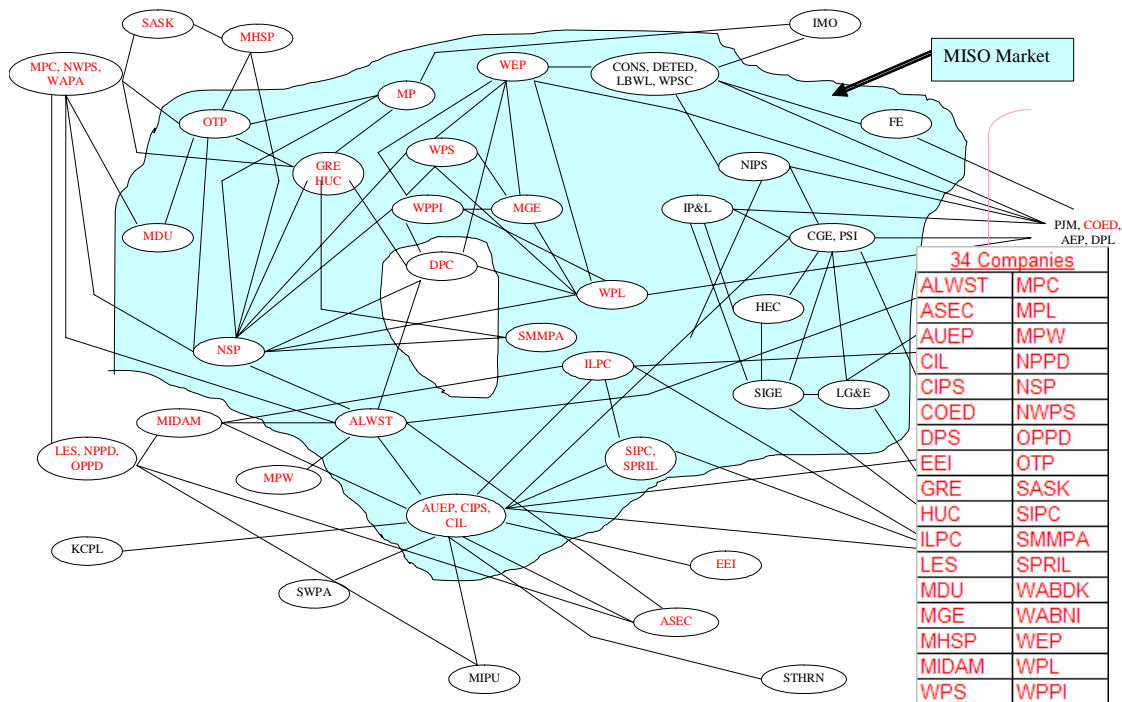 SASK
MHSP
IMO
MPC, NWPS,
WAPA
WEP
CONS, DETED,
LBWL, WPSC
MISO Market
MP
OTP
FE
WPS
NIPS
GRE
HUC
WPPI
MGE
IP&L
MDU
CGE, PSI
PJM, COED,
AEP, DPL
DPC
WPL
HEC
SMMPA
NSP
ILPC
SIGE
LG&E
MIDAM
ALWST
LES, NPPD,
OPPD
SIPC,
SPRIL
MPW
AUEP, CIPS,
CIL
KCPL
EEI
SWPA
ASEC
MIPU
STHRN
34 Companies
ALWST MPC
ASEC MPL
AUEP MPW
CIL NPPD
CIPS NSP
COED NWPS
DPS OPPD
EEI OTP
GRE SASK
HUC SIPC
ILPC SMMPA
LES SPRIL
MDU WABDK
MGE WABNI
MHSP WEP
MIDAM WPL
WPS WPPI